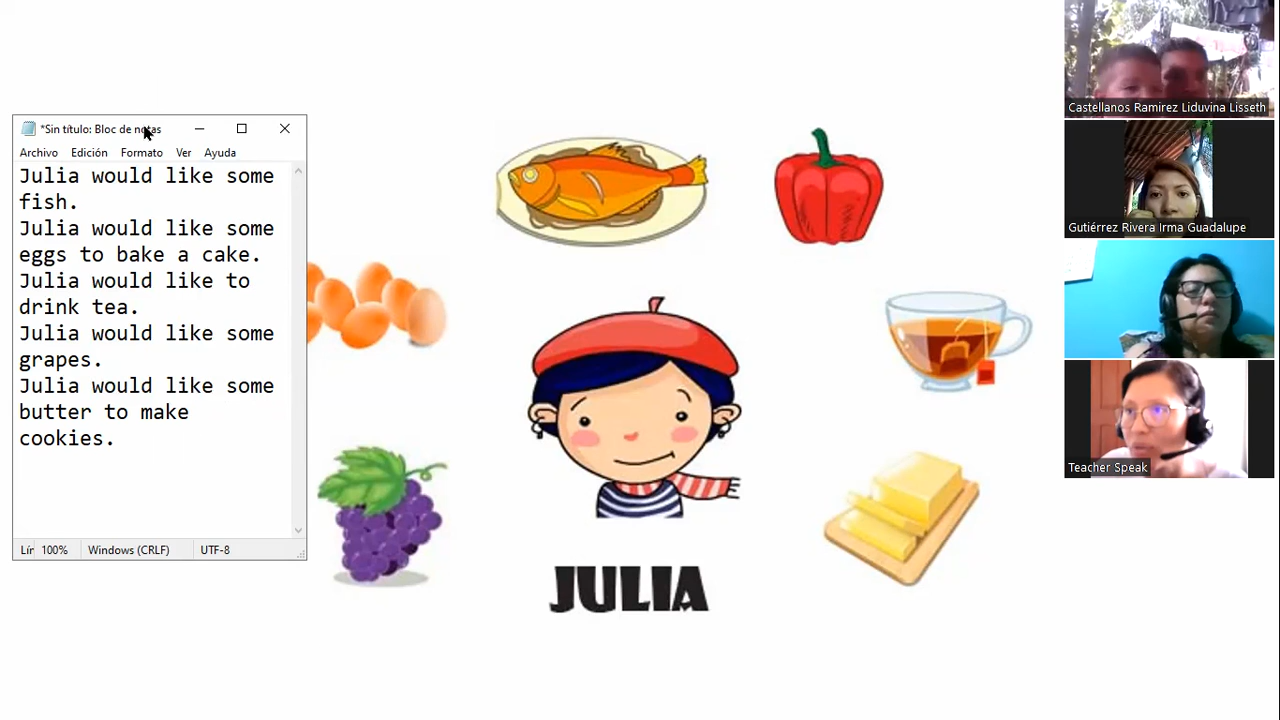 *Sin título: Bloc de notas
Archivo Edición Formato Ver Ayuda
Julia would like some
fish.
Julia would like some
eggs to bake a cake.
Julia would like to
drink tea.
Julia would like some
grapes.
Julia would like some
butter to make
cookies.
Lír 100% Windows (CRLF) UTF-8
JULIA
Castellanos Ramirez Liduvina Lisseth
Gutiérrez Rivera Irma Guadalupe
Teacher Speak